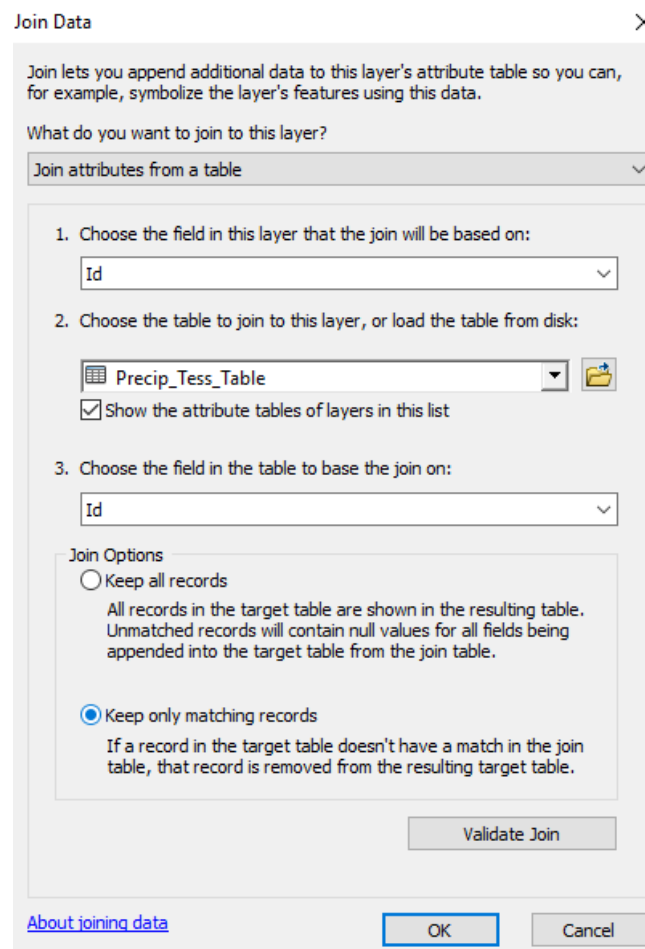 Join Data
Join lets you append additional data to this layer's attribute table so you can,
for example, symbolize the layer's features using this data.
What do you want to join to this layer?
Join attributes from a table
1. Choose the field in this layer that the join will be based on:
Id
2. Choose the table to join to this layer, or load the table from disk:
Precip_Tess_Table
Show the attribute tables of layers in this list
3. Choose the field in the table to base the join on:
Id
Join Options
Keep all records
All records in the target table are shown in the resulting table.
Unmatched records will contain null values for all fields being
appended into the target table from the join table.
Keep only matching records
If a record in the target table doesn't have a match in the join
table, that record is removed from the resulting target table.
Validate Join
About joining data
OK
Cancel